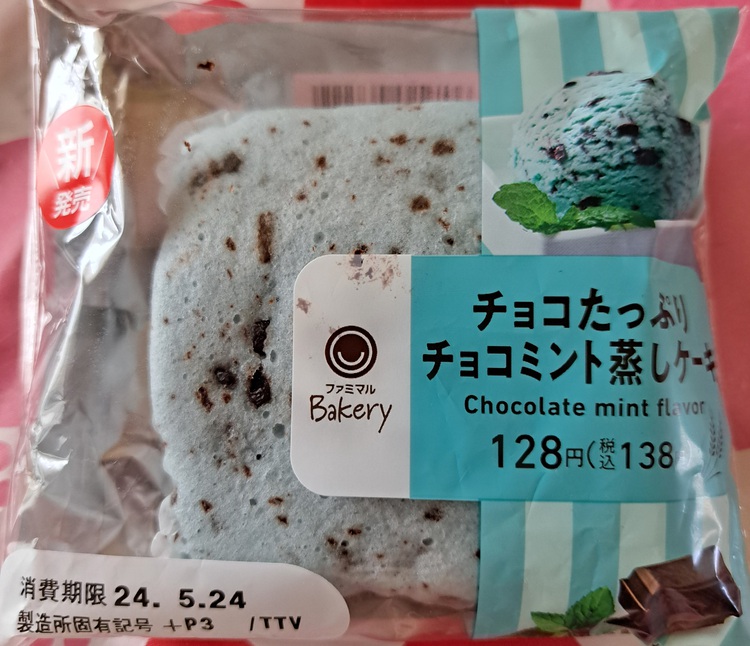 新
発売
チョコたっぷり
チョコミント蒸しケーキ
Chocolate mint flavor
128円(税込138
ファミマル
Bakery
消費期限 24. 5.24
製造所固有記号 +P3 /TTV